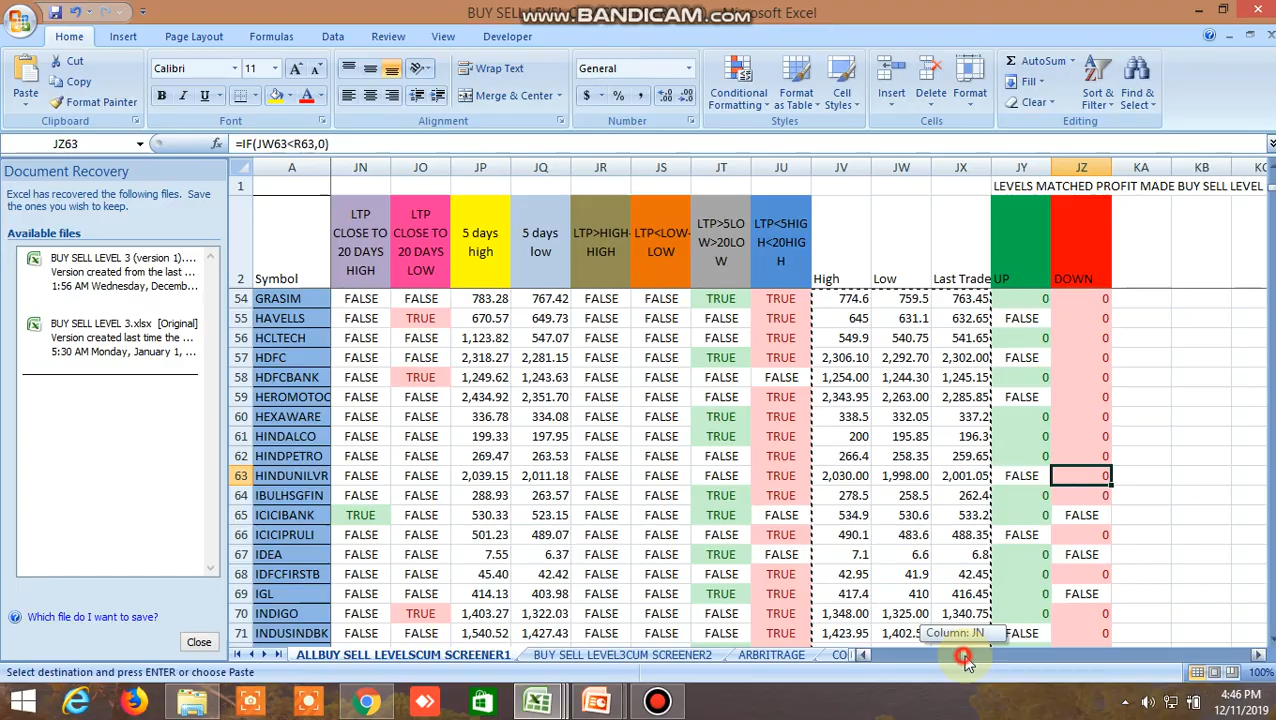 BUY SELL LEVEL
www.BANDICAM.com
Microsoft Excel
Home Insert Page Layout Formulas Data Review View Developer
Paste
Cut
Copy
Format Painter
Clipboard
Calibri 11
B I U
Font
Wrap Text
Merge & Center
Alignment
General
$ % ,
Number
Conditional Formatting
Format as Table
Cell Styles
Styles
Insert Delete Format
Cells
Σ AutoSum
Fill
Clear
Sort & Filter
Find & Select
Editing
JZ63 fx =IF(JW63<R63,0)
Document Recovery
Excel has recovered the following files. Save
the ones you wish to keep.
Available files
BUY SELL LEVEL 3 (version 1)....
Version created from the last ...
1:56 AM Wednesday, Decemb...
BUY SELL LEVEL 3.xlsx [Original]
Version created last time the ...
5:30 AM Monday, January 1, ...
Which file do I want to save?
Close
A JN JO JP JQ JR JS JT JU JV JW JX JY JZ KA KB KC
1 LEVELS MATCHED PROFIT MADE BUY SELL LEVEL
2 Symbol
LTP CLOSE TO 20 DAYS HIGH
LTP CLOSE TO 20 DAYS LOW
5 days high
5 days low
LTP>HIGH-HIGH
LTP<LOW-LOW
LTP>5LOW>20LOW
LTP<5HIGH<20HIGH
High Low Last Trade UP DOWN
54 GRASIM FALSE FALSE 783.28 767.42 FALSE FALSE TRUE TRUE 774.6 759.5 763.45 0 0
55 HAVELLS FALSE TRUE 670.57 649.73 FALSE FALSE FALSE TRUE 645 631.1 632.65 FALSE 0
56 HCLTECH FALSE FALSE 1,123.82 547.07 FALSE FALSE FALSE TRUE 549.9 540.75 541.65 0 0
57 HDFC FALSE FALSE 2,318.27 2,281.15 FALSE FALSE TRUE TRUE 2,306.10 2,292.70 2,302.00 FALSE 0
58 HDFCBANK FALSE TRUE 1,249.62 1,243.63 FALSE FALSE FALSE FALSE 1,254.00 1,244.30 1,245.15 0 0
59 HEROMOTOC FALSE FALSE 2,434.92 2,351.70 FALSE FALSE FALSE TRUE 2,343.95 2,263.00 2,285.85 FALSE 0
60 HEXAWARE FALSE FALSE 336.78 334.08 FALSE FALSE TRUE TRUE 338.5 332.05 337.2 0 0
61 HINDALCO FALSE FALSE 199.33 197.95 FALSE FALSE TRUE TRUE 200 195.85 196.3 0 0
62 HINDPETRO FALSE FALSE 269.47 263.53 FALSE FALSE FALSE TRUE 266.4 258.35 259.65 0 0
63 HINDUNILVR FALSE FALSE 2,039.15 2,011.18 FALSE FALSE FALSE TRUE 2,030.00 1,998.00 2,001.05 FALSE 0
64 IBULHSGFIN FALSE FALSE 288.93 263.57 FALSE FALSE TRUE TRUE 278.5 258.5 262.4 0 0
65 ICICIBANK TRUE FALSE 530.33 523.15 FALSE FALSE TRUE FALSE 534.9 530.6 533.2 0 FALSE
66 ICICIPRULI FALSE FALSE 501.23 489.07 FALSE FALSE FALSE TRUE 490.1 483.6 488.35 FALSE 0
67 IDEA FALSE FALSE 7.55 6.37 FALSE FALSE TRUE FALSE 7.1 6.6 6.8 0 FALSE
68 IDFCFIRSTB FALSE FALSE 45.40 42.42 FALSE FALSE FALSE TRUE 42.95 41.9 42.45 0 0
69 IGL FALSE FALSE 414.13 403.98 FALSE FALSE TRUE TRUE 417.4 410 416.45 0 FALSE
70 INDIGO FALSE TRUE 1,403.27 1,322.03 FALSE FALSE FALSE TRUE 1,348.00 1,325.00 1,340.75 0 0
71 INDUSINDBK FALSE FALSE 1,540.52 1,437.04 FALSE FALSE FALSE TRUE 1,423.95 FALSE 0
Column: JN
ALLBUY SELL LEVELSCUM SCREENER1 BUY SELL LEVEL3CUM SCREENER2 ARBRITRAGE CO
Select destination and press ENTER or choose Paste 100%
4:46 PM
12/11/2019